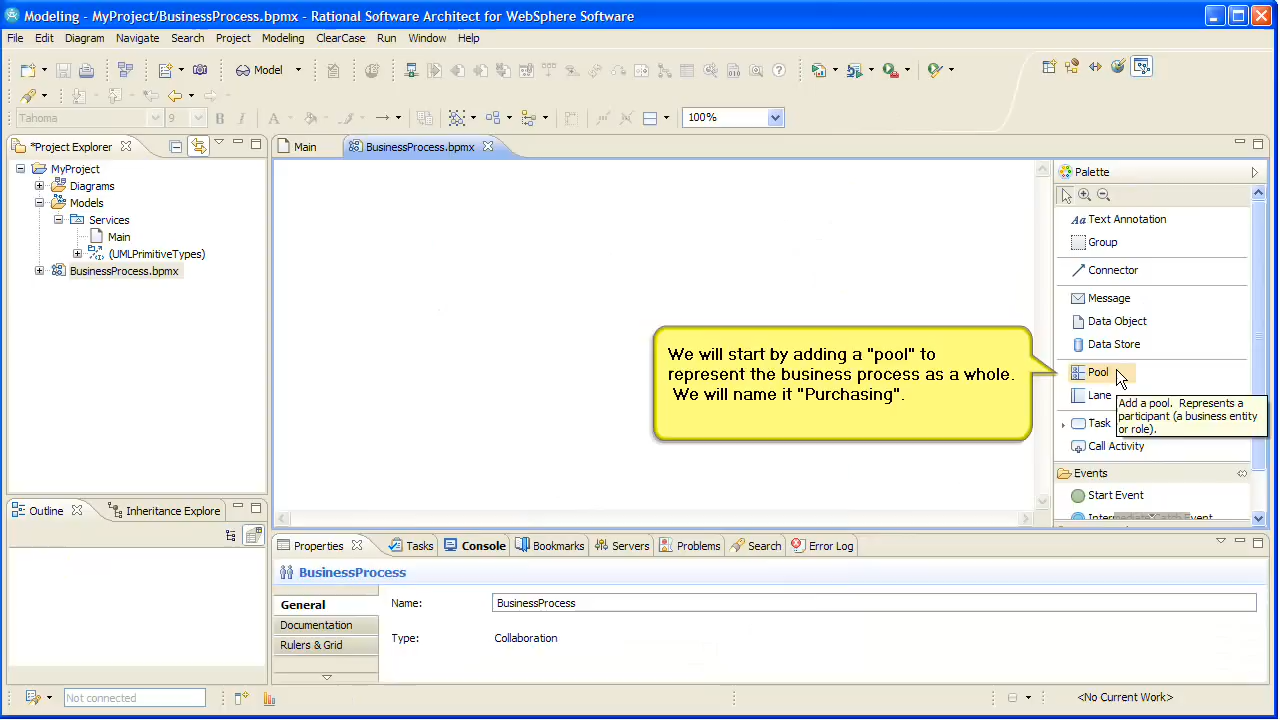 Modeling - MyProject/BusinessProcess.bpmx - Rational Software Architect for WebSphere Software
File Edit Diagram Navigate Search Project Modeling ClearCase Run Window Help
Model
Tahoma 9 B I A 100%
*Project Explorer
Main
BusinessProcess.bpmx
MyProject
Diagrams
Models
Services
Main
(UMLPrimitiveTypes)
BusinessProcess.bpmx
Palette
Aa Text Annotation
Group
Connector
Message
Data Object
Data Store
Pool
Lane
Task
Call Activity
Events
Start Event
Intermediate Catch Event
We will start by adding a "pool" to
represent the business process as a whole.
We will name it "Purchasing".
Add a pool. Represents a
participant (a business entity
or role).
Outline
Inheritance Explore
Properties Tasks Console Bookmarks Servers Problems Search Error Log
BusinessProcess
General
Documentation
Rulers & Grid
Name: BusinessProcess
Type: Collaboration
Not connected
<No Current Work>